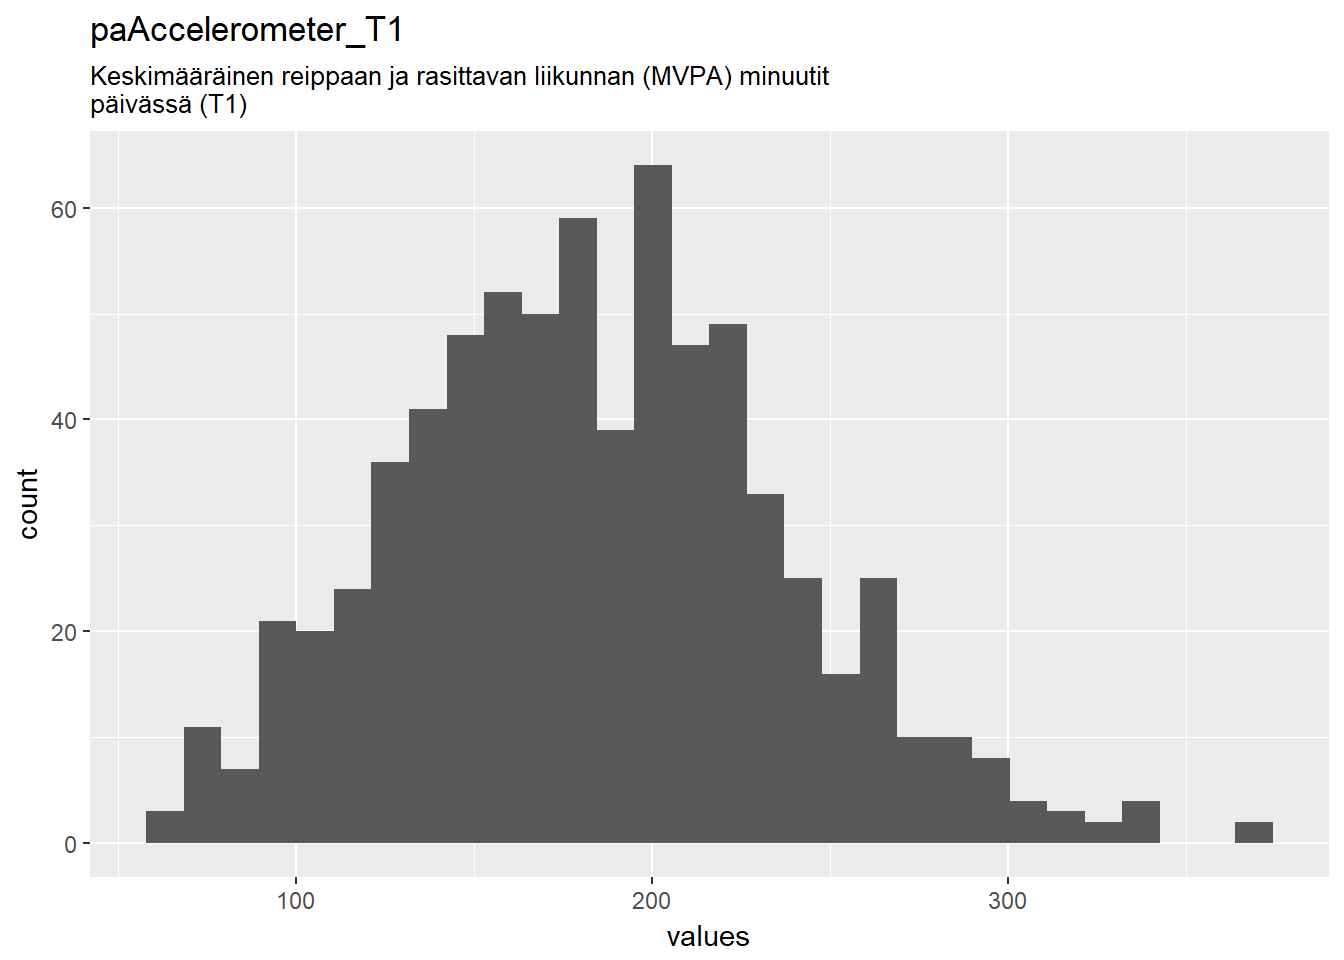 paAccelerometer_T1
Keskimääräinen reippaan ja rasittavan liikunnan (MVPA) minuutit
päivässä (T1)
60
40
20
0
count
100 200 300
values